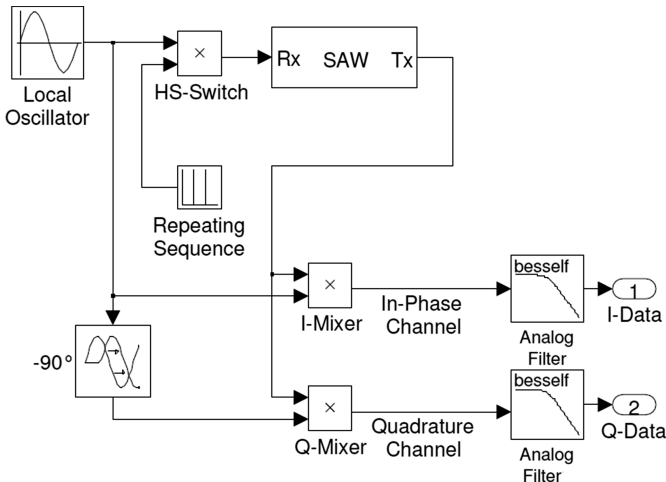 Local
Oscillator
×
HS-Switch
Rx SAW Tx
Repeating
Sequence
×
I-Mixer
In-Phase
Channel
besself
Analog
Filter
1
I-Data
-90°
×
Q-Mixer
Quadrature
Channel
besself
Analog
Filter
2
Q-Data